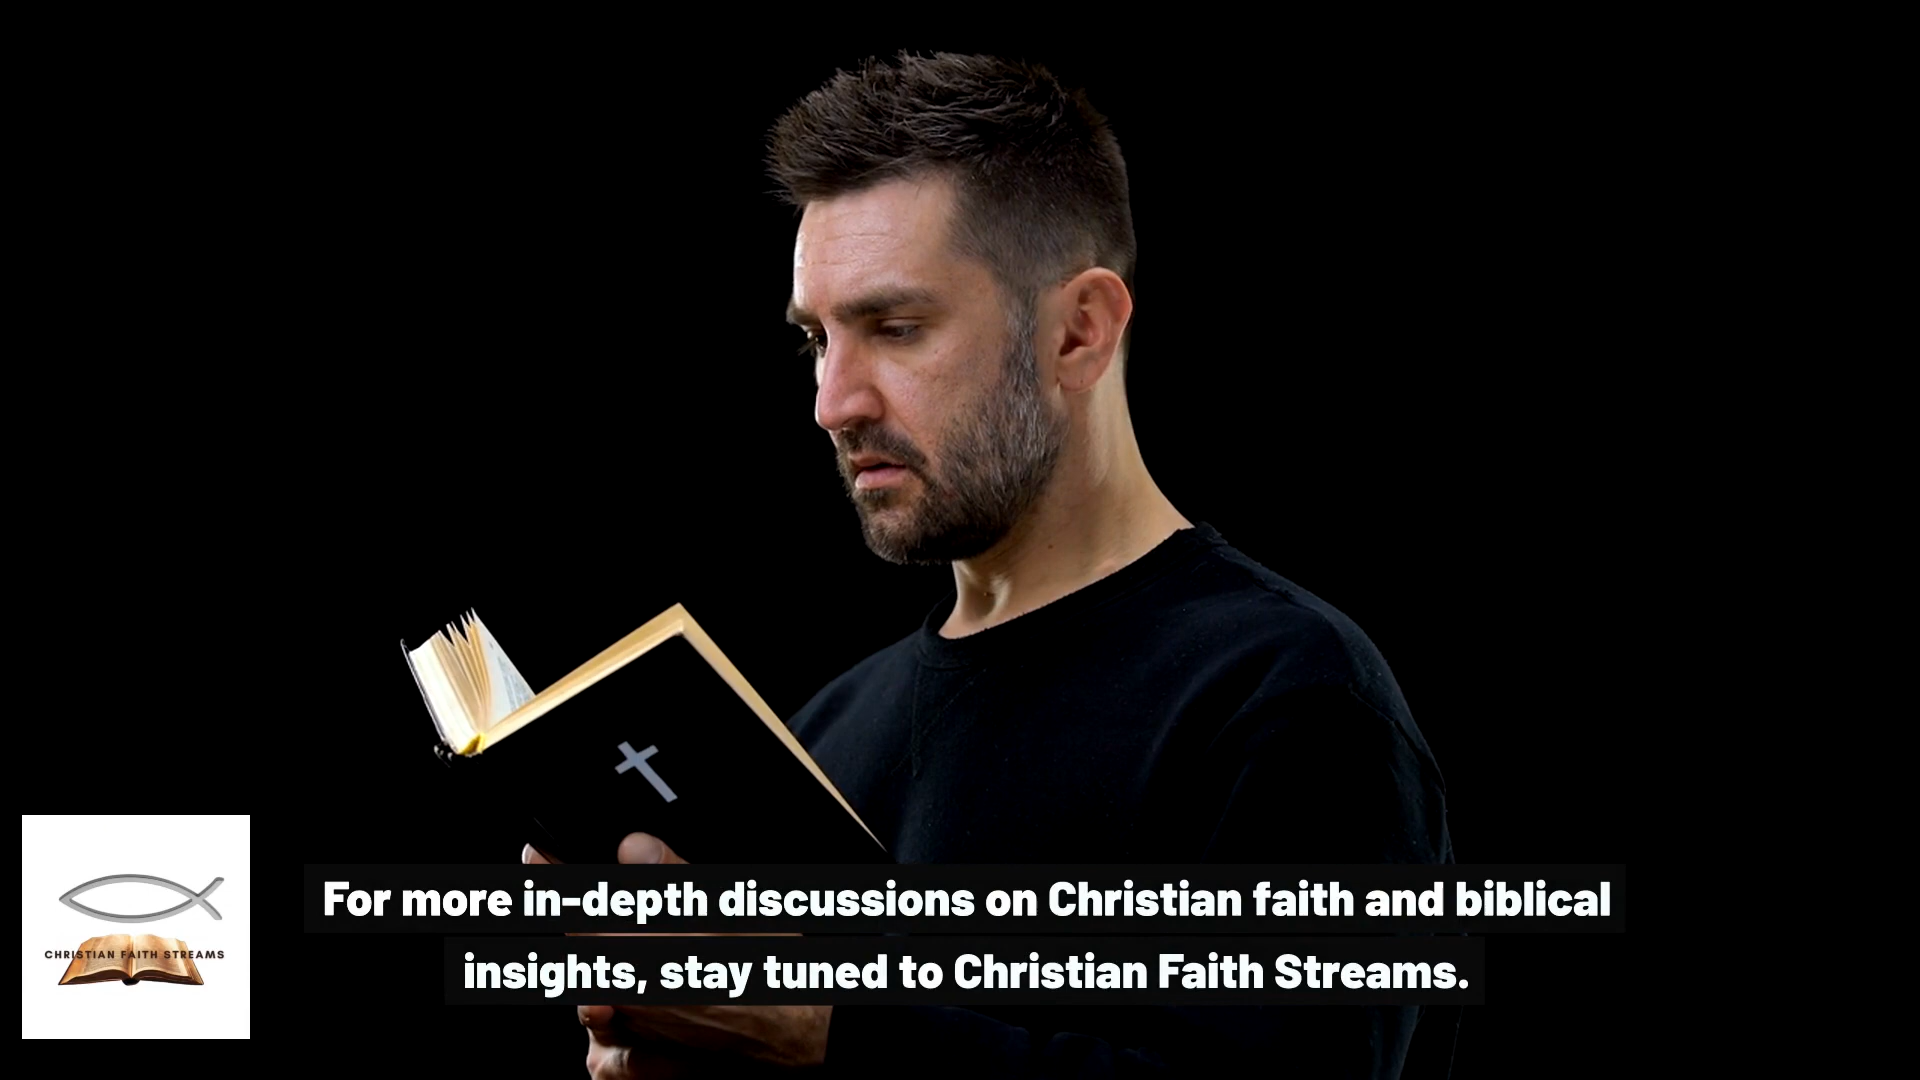 For more in-depth discussions on Christian faith and biblical
insights, stay tuned to Christian Faith Streams.
CHRISTIAN FAITH STREAMS